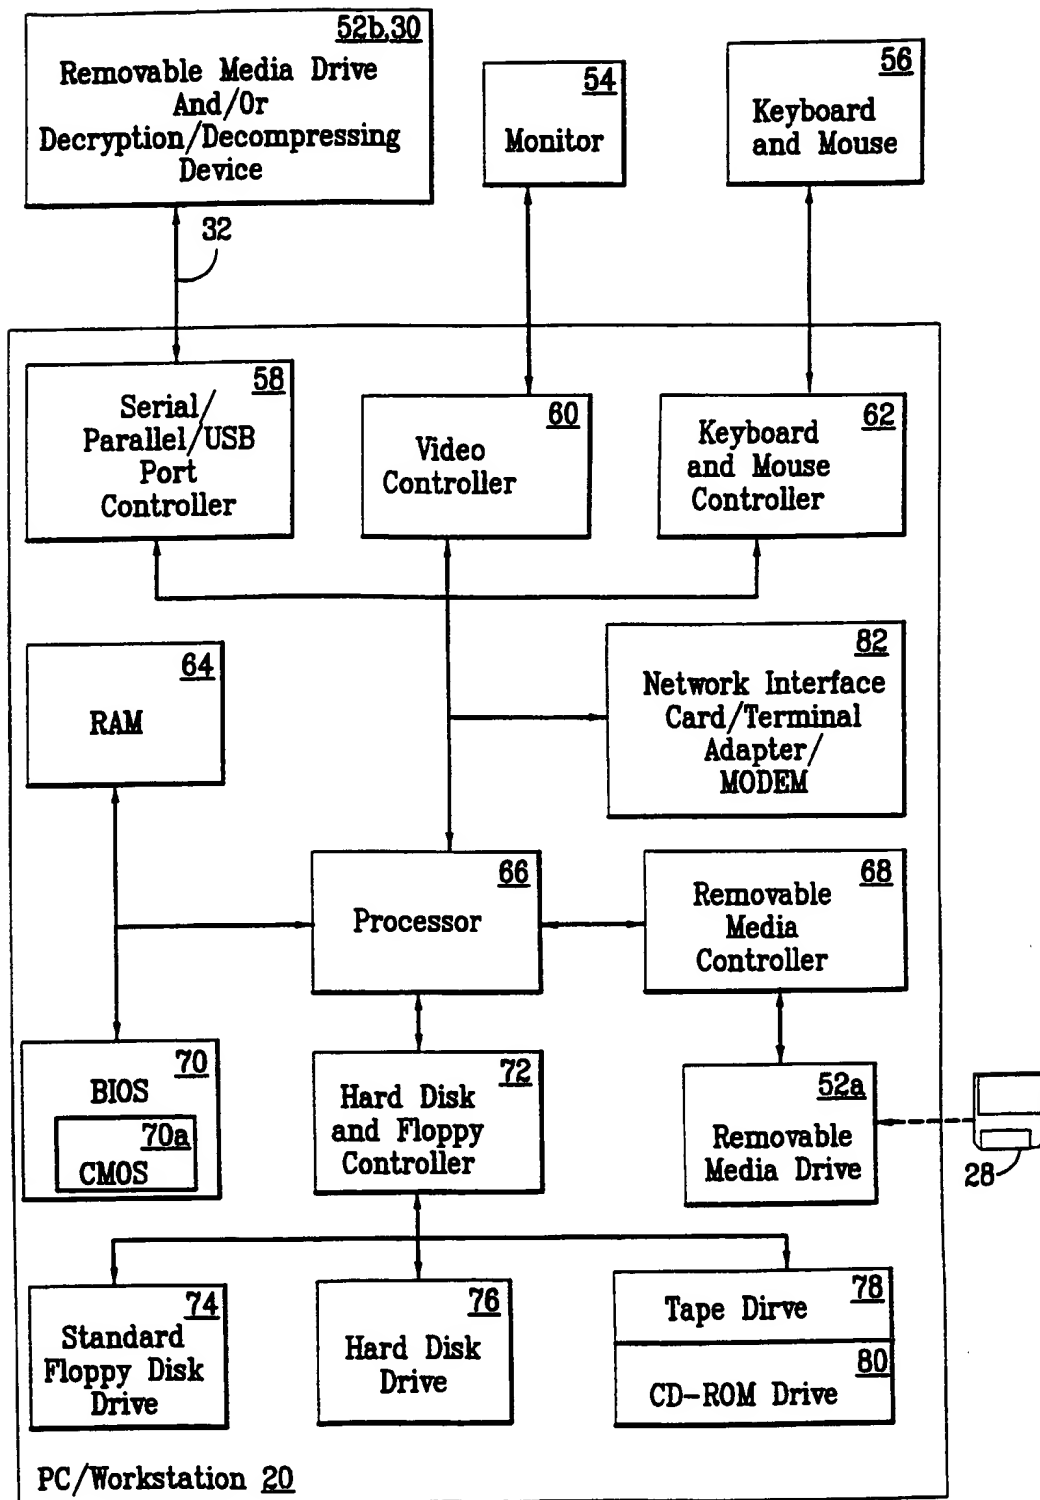 52b,30
Removable Media Drive
And/Or
Decryption/Decompressing
Device
54
Monitor
56
Keyboard
and Mouse
32
58
Serial/
Parallel/USB
Port
Controller
60
Video
Controller
62
Keyboard
and Mouse
Controller
64
RAM
82
Network Interface
Card/Terminal
Adapter/
MODEM
66
Processor
68
Removable
Media
Controller
70
BIOS
70a
CMOS
72
Hard Disk
and Floppy
Controller
52a
Removable
Media Drive
28
74
Standard
Floppy Disk
Drive
76
Hard Disk
Drive
78
Tape Dirve
80
CD-ROM Drive
PC/Workstation 20